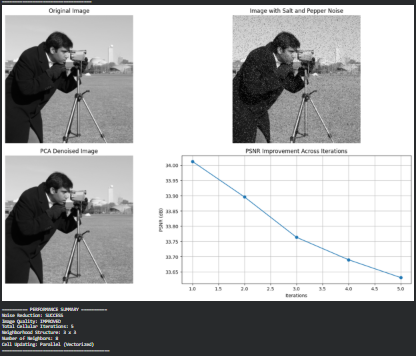 Original Image
Image with Salt and Pepper Noise
PCA Denoised Image
PSNR Improvement Across Iterations
PSNR (dB)
34.00
33.95
33.90
33.85
33.80
33.75
33.70
33.65
1.0 1.5 2.0 2.5 3.0 3.5 4.0 4.5 5.0
Iterations
========== PERFORMANCE SUMMARY ==========
Noise Reduction: SUCCESS
Image Quality: IMPROVED
Total Cellular Iterations: 5
Neighborhood Structure: 3 x 3
Number of Neighbors: 8
Cell Updating: Parallel (Vectorized)